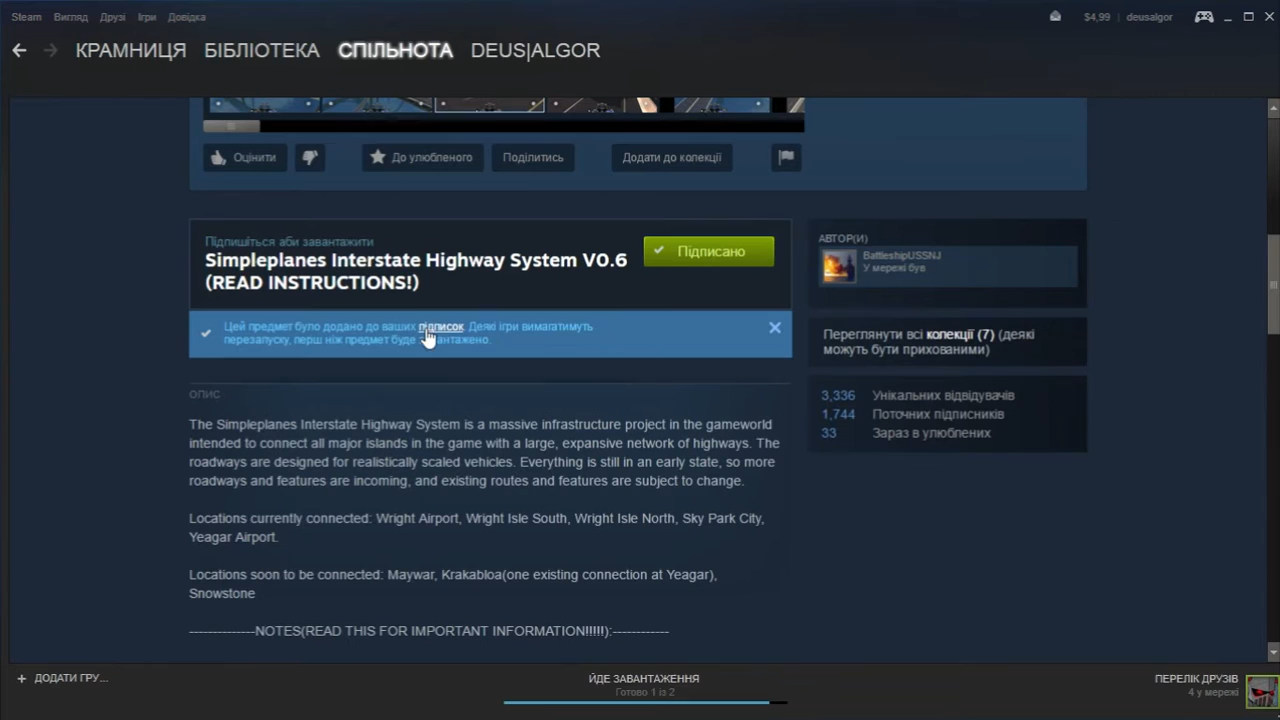 Steam Вигляд Друзі Ігри Довідка
$4,99 deusalgor
КРАМНИЦЯ БІБЛІОТЕКА СПІЛЬНОТА DEUS|ALGOR
Оцінити До улюбленого Поділитись Додати до колекції
Підпишіться аби завантажити
Simpleplanes Interstate Highway System V0.6
(READ INSTRUCTIONS!)
Підписано
Цей предмет було додано до ваших підписок. Деякі ігри вимагатимуть
перезапуску, перш ніж предмет буде завантажено.
АВТОР(И)
BattleshipUSSNJ
У мережі був
Переглянути всі колекції (7) (деякі
можуть бути прихованими)
3,336 Унікальних відвідувачів
1,744 Поточних підписників
33 Зараз в улюблених
ОПИС
The Simpleplanes Interstate Highway System is a massive infrastructure project in the gameworld
intended to connect all major islands in the game with a large, expansive network of highways. The
roadways are designed for realistically scaled vehicles. Everything is still in an early state, so more
roadways and features are incoming, and existing routes and features are subject to change.
Locations currently connected: Wright Airport, Wright Isle South, Wright Isle North, Sky Park City,
Yeagar Airport.
Locations soon to be connected: Maywar, Krakabloa(one existing connection at Yeagar),
Snowstone
--------------NOTES(READ THIS FOR IMPORTANT INFORMATION!!!!!):------------
+ ДОДАТИ ГРУ...
ЙДЕ ЗАВАНТАЖЕННЯ
Готово 1 із 2
ПЕРЕЛІК ДРУЗІВ
4 у мережі